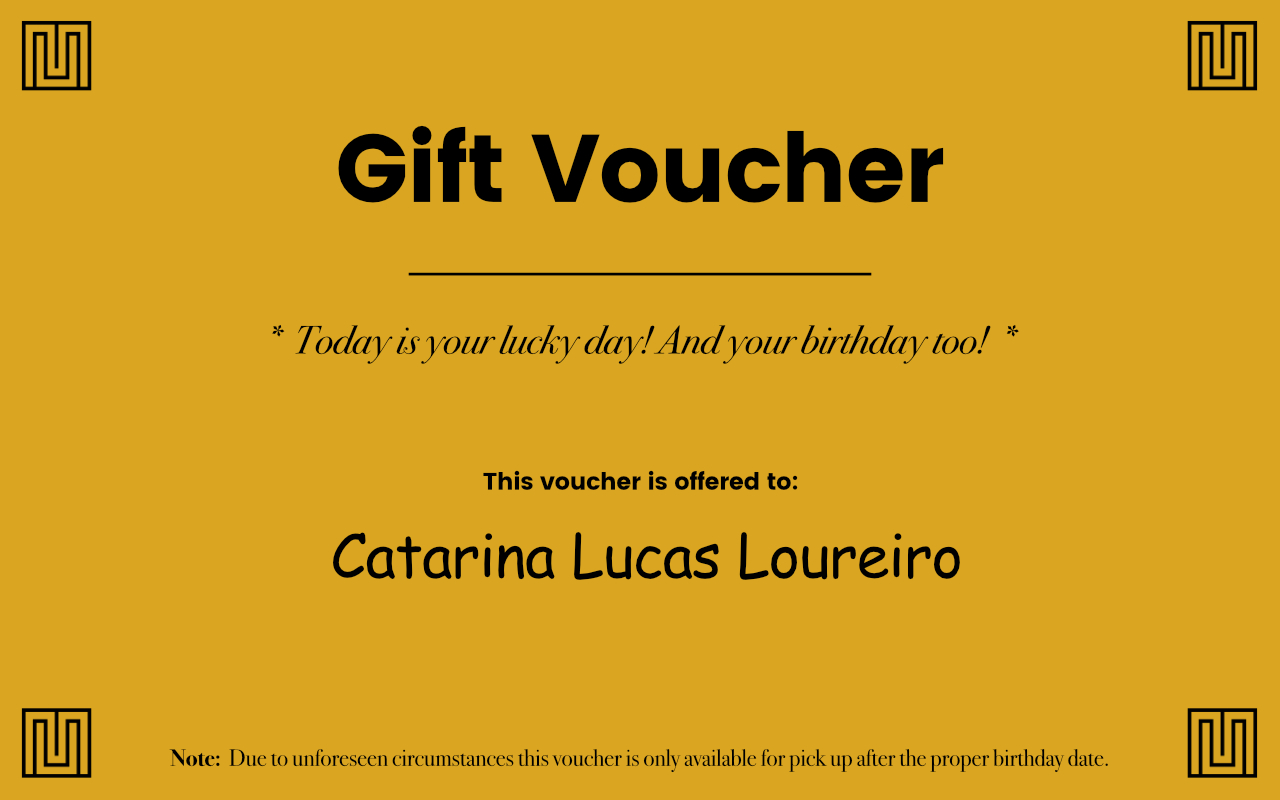 Gift Voucher
* Today is your lucky day! And your birthday too! *
This voucher is offered to:
Catarina Lucas Loureiro
Note: Due to unforeseen circumstances this voucher is only available for pick up after the proper birthday date.